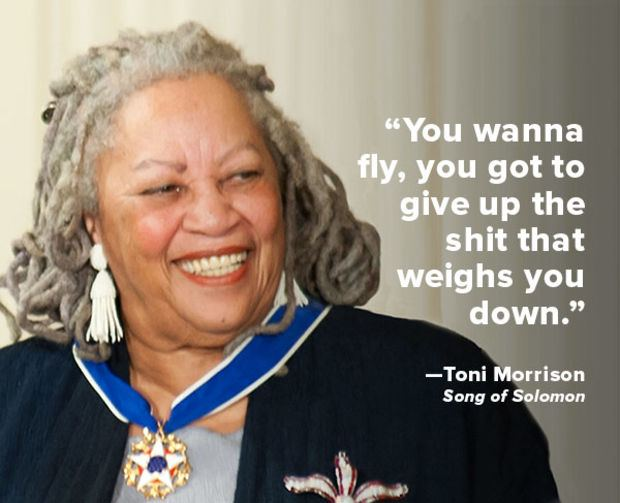 “You wanna
fly, you got to
give up the
shit that
weighs you
down.”
—Toni Morrison
Song of Solomon